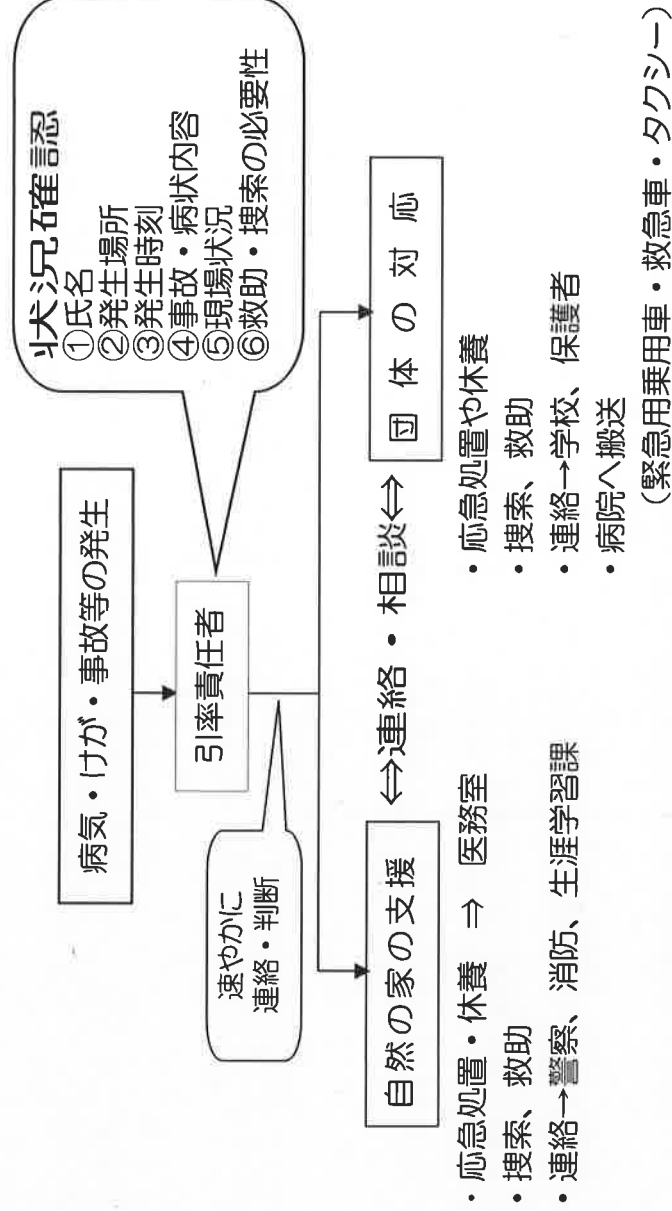 病気・けが・事故等の発生
引率責任者
状況確認
①氏名
②発生場所
③発生時刻
④事故・病状内容
⑤現場状況
⑥救助・捜索の必要性
速やかに
連絡・判断
自然の家の支援
⇔連絡・相談⇔
団体の対応
・応急処置・休養 ⇒ 医務室
・捜索、救助
・連絡→警察、消防、生涯学習課
・応急処置や休養
・捜索、救助
・連絡→学校、保護者
・病院へ搬送
（緊急用乗用車・救急車・タクシー）